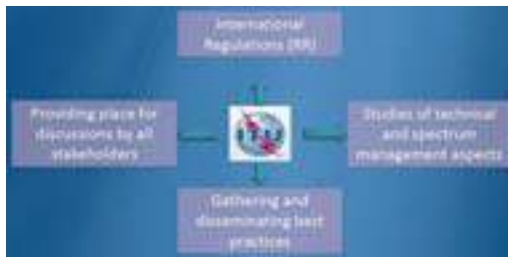 International
Regulations (RR)
Providing place for
discussions by all
stakeholders
ITU
Studies of technical
and spectrum
management aspects
Gathering and
disseminating best
practices